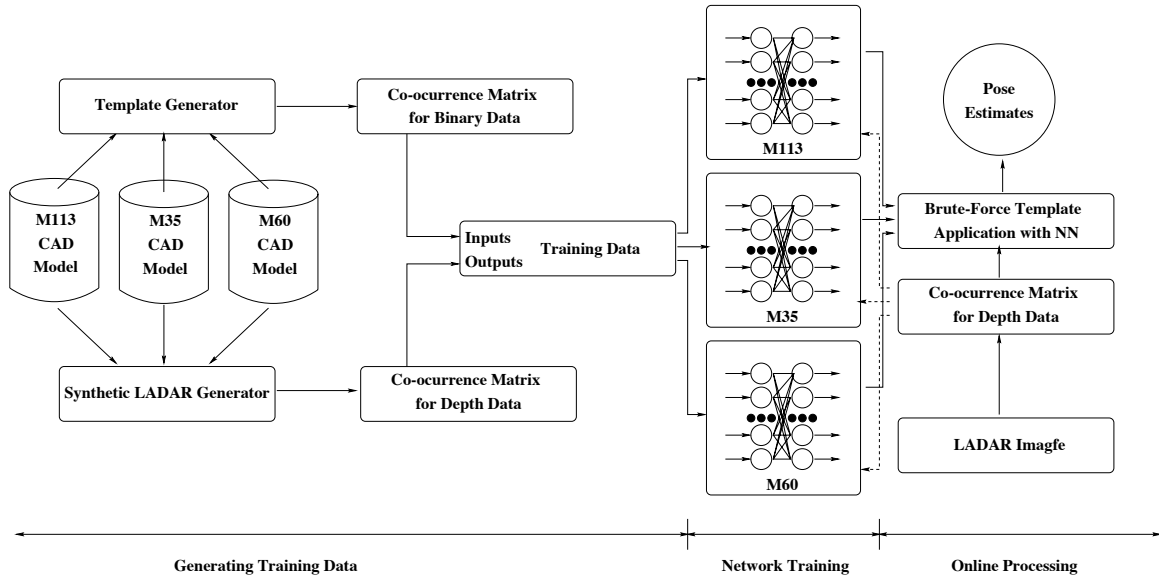 Template Generator
M113
CAD
Model
M35
CAD
Model
M60
CAD
Model
Synthetic LADAR Generator
Co-ocurrence Matrix
for Binary Data
Co-ocurrence Matrix
for Depth Data
Inputs
Outputs
Training Data
M113
M35
M60
Pose
Estimates
Brute-Force Template
Application with NN
Co-ocurrence Matrix
for Depth Data
LADAR Imagfe
Generating Training Data
Network Training
Online Processing